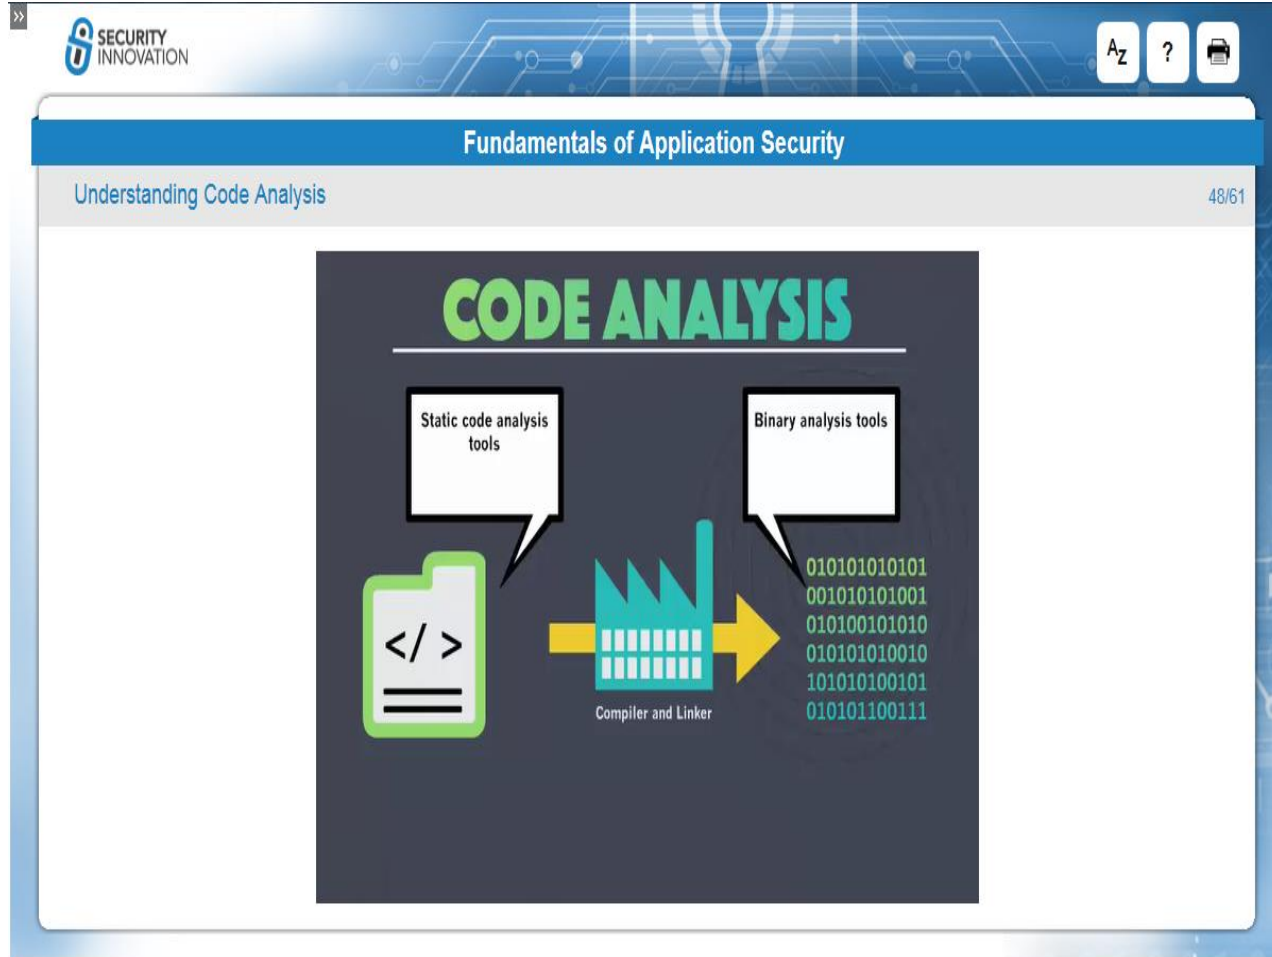 »
SECURITY
INNOVATION
AZ
?
Fundamentals of Application Security
Understanding Code Analysis
48/61
CODE ANALYSIS
Static code analysis
tools
Binary analysis tools
</>
Compiler and Linker
010101010101
001010101001
010100101010
010101010010
101010100101
010101100111